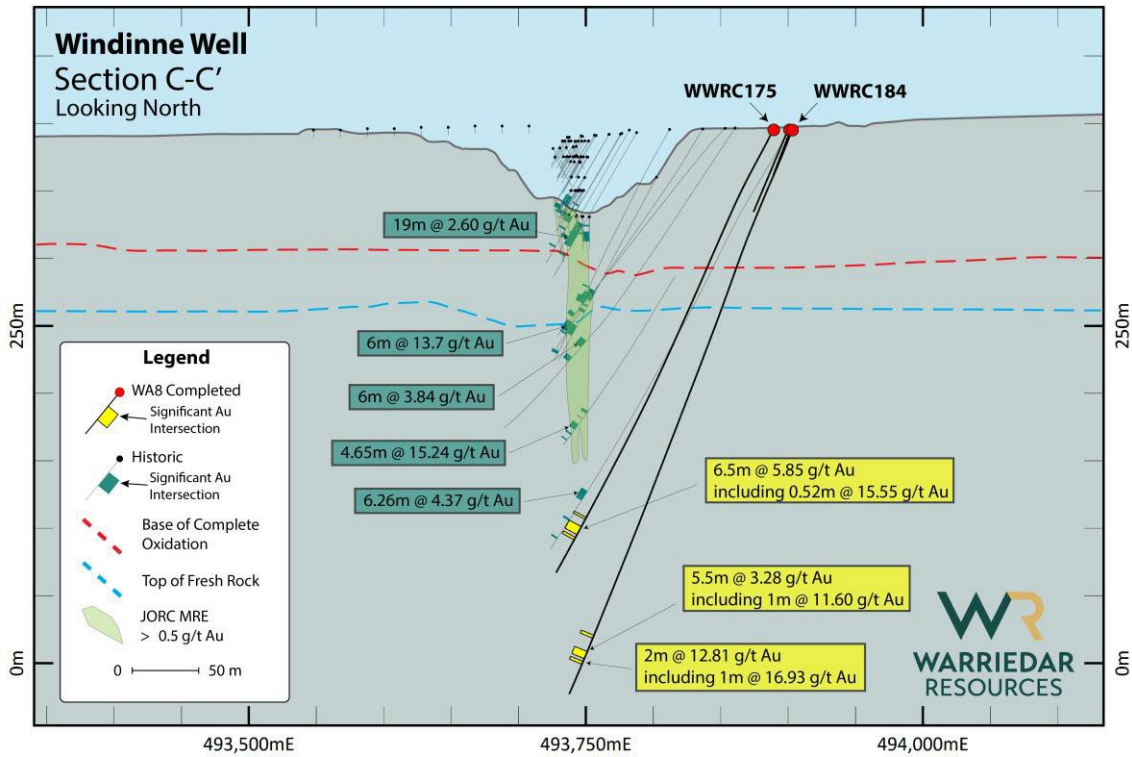 Windinne Well
Section C-C'
Looking North
WWRC175
WWRC184
19m @ 2.60 g/t Au
6m @ 13.7 g/t Au
6m @ 3.84 g/t Au
4.65m @ 15.24 g/t Au
6.26m @ 4.37 g/t Au
6.5m @ 5.85 g/t Au
including 0.52m @ 15.55 g/t Au
5.5m @ 3.28 g/t Au
including 1m @ 11.60 g/t Au
2m @ 12.81 g/t Au
including 1m @ 16.93 g/t Au
250m
0m
250m
0m
Legend
WA8 Completed
Significant Au
Intersection
Historic
Significant Au
Intersection
Base of Complete
Oxidation
Top of Fresh Rock
JORC MRE
> 0.5 g/t Au
0
50 m
WR
WARRIEDAR
RESOURCES
493,500mE
493,750mE
494,000mE